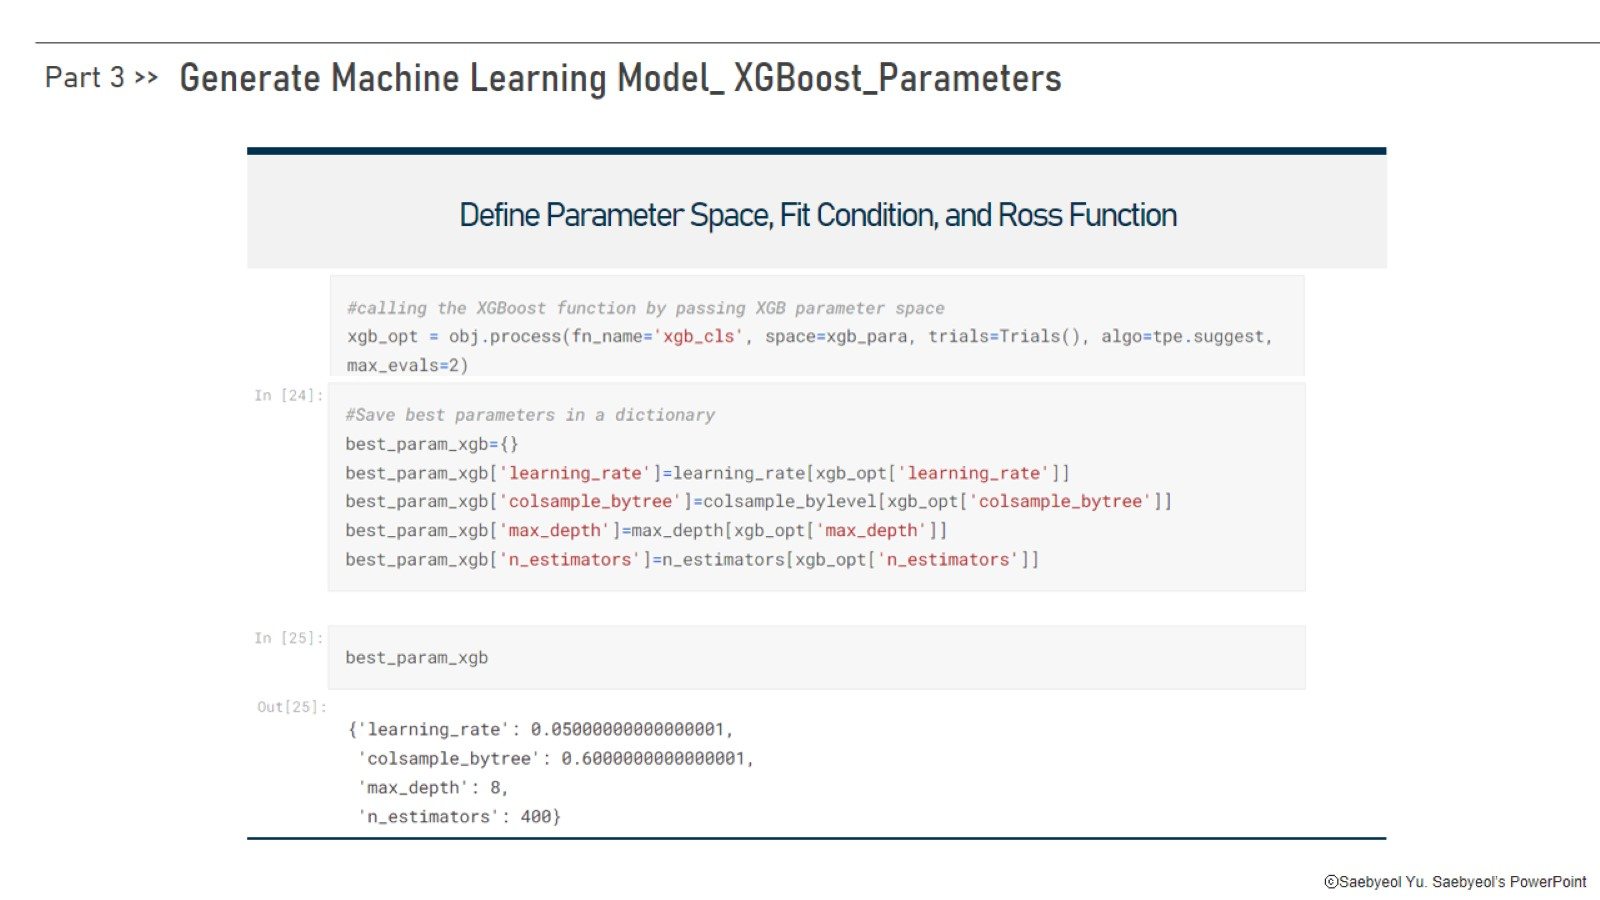 Part 3 >> Generate Machine Learning Model_ XGBoost_Parameters
Define Parameter Space, Fit Condition, and Ross Function
#calling the XGBoost function by passing XGB parameter space
xgb_opt = obj.process(fn_name='xgb_cls', space=xgb_para, trials=Trials(), algo=tpe.suggest,
max_evals=2)
In [24]:
#Save best parameters in a dictionary
best_param_xgb={}
best_param_xgb['learning_rate']=learning_rate[xgb_opt['learning_rate']]
best_param_xgb['colsample_bytree']=colsample_bylevel[xgb_opt['colsample_bytree']]
best_param_xgb['max_depth']=max_depth[xgb_opt['max_depth']]
best_param_xgb['n_estimators']=n_estimators[xgb_opt['n_estimators']]
In [25]:
best_param_xgb
Out[25]:
{'learning_rate': 0.05000000000000001,
'colsample_bytree': 0.6000000000000001,
'max_depth': 8,
'n_estimators': 400}
©Saebyeol Yu. Saebyeol's PowerPoint